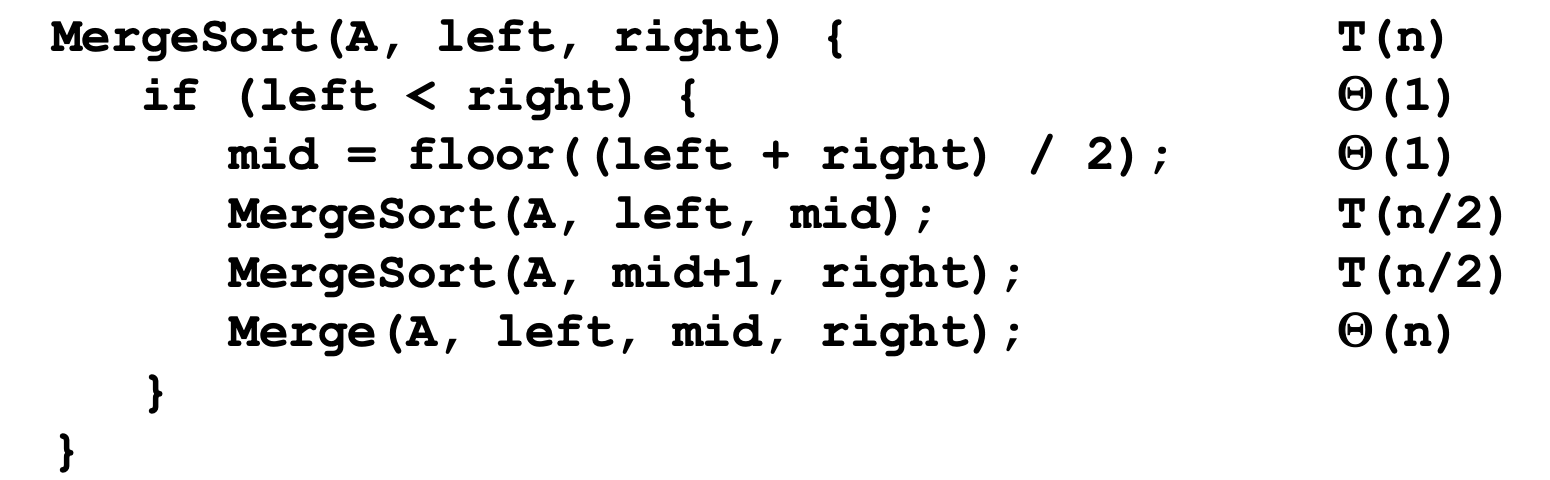 MergeSort(A, left, right) { T(n)
if (left < right) { Θ(1)
mid = floor((left + right) / 2); Θ(1)
MergeSort(A, left, mid); T(n/2)
MergeSort(A, mid+1, right); T(n/2)
Merge(A, left, mid, right); Θ(n)
}
}